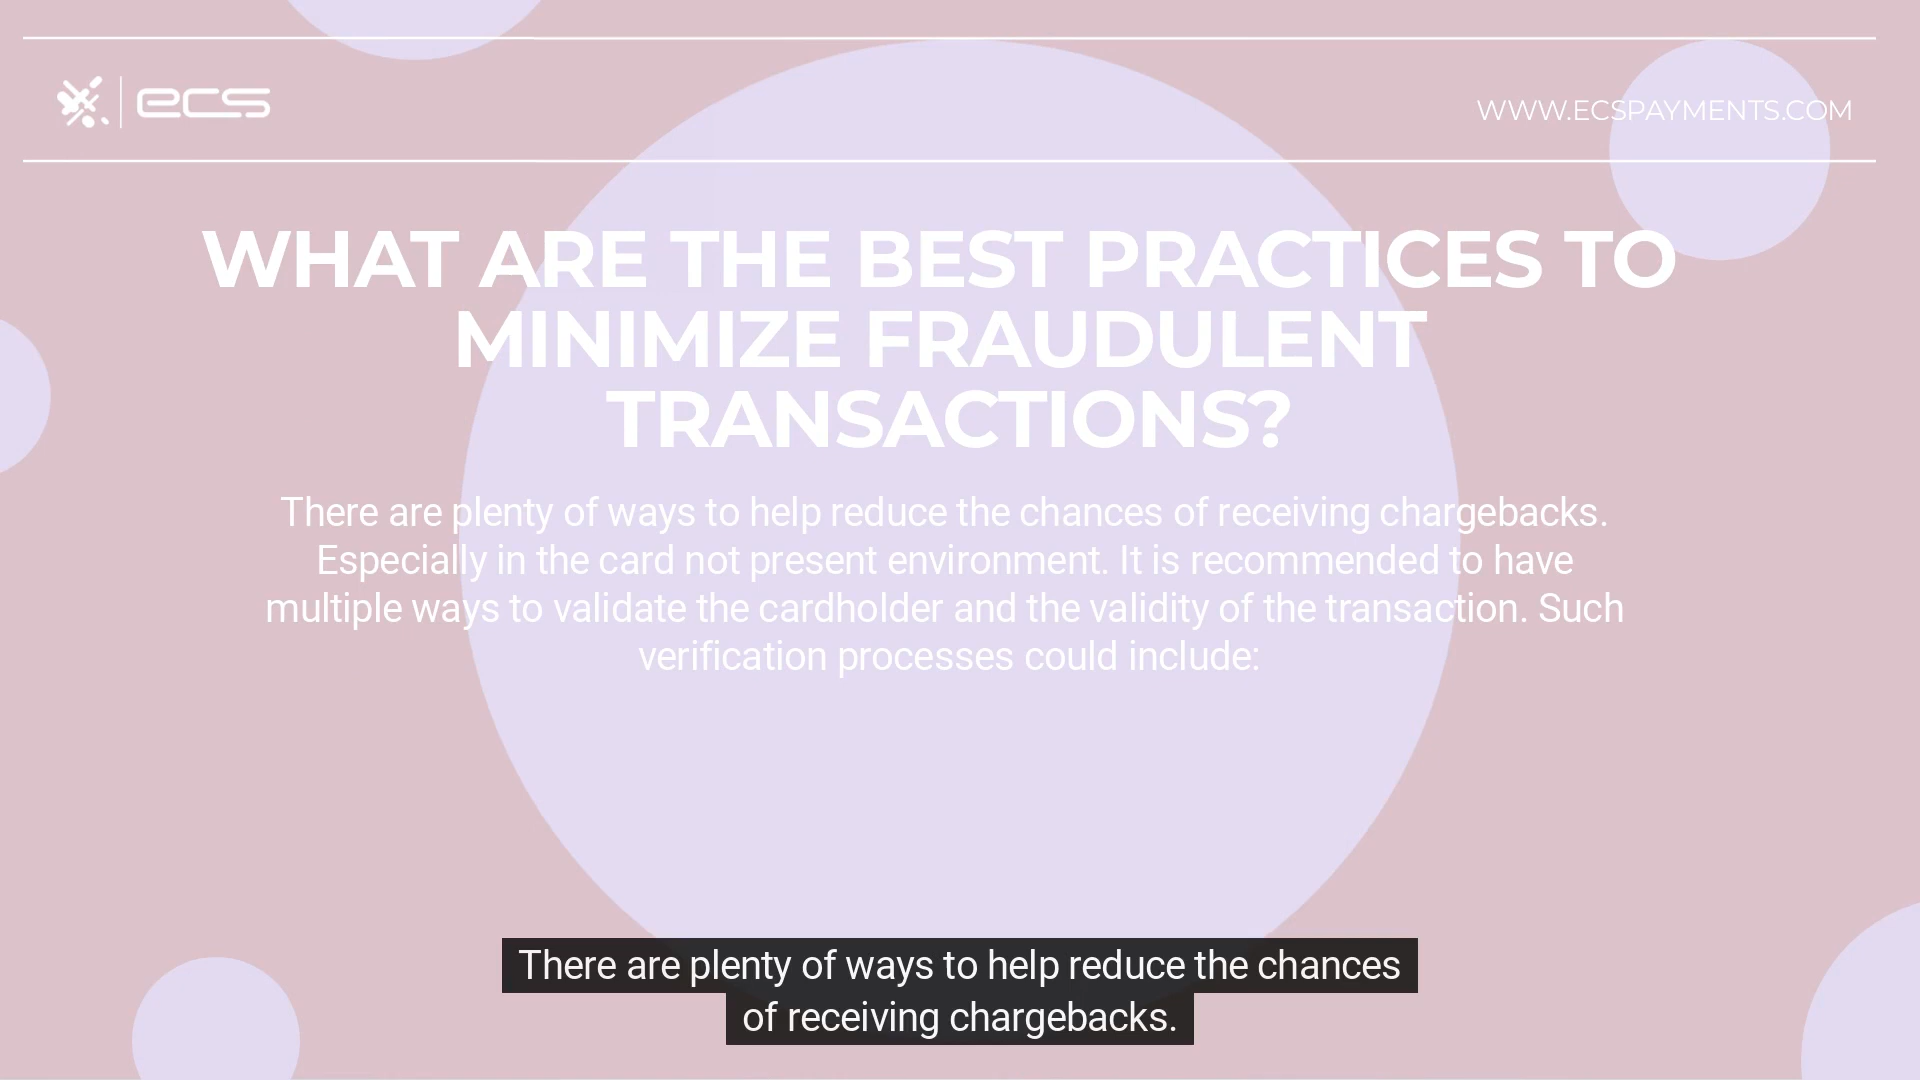 ecs
WWW.ECSPAYMENTS.COM
WHAT ARE THE BEST PRACTICES TO
MINIMIZE FRAUDULENT
TRANSACTIONS?
There are plenty of ways to help reduce the chances of receiving chargebacks.
Especially in the card not present environment. It is recommended to have
multiple ways to validate the cardholder and the validity of the transaction. Such
verification processes could include:
There are plenty of ways to help reduce the chances
of receiving chargebacks.